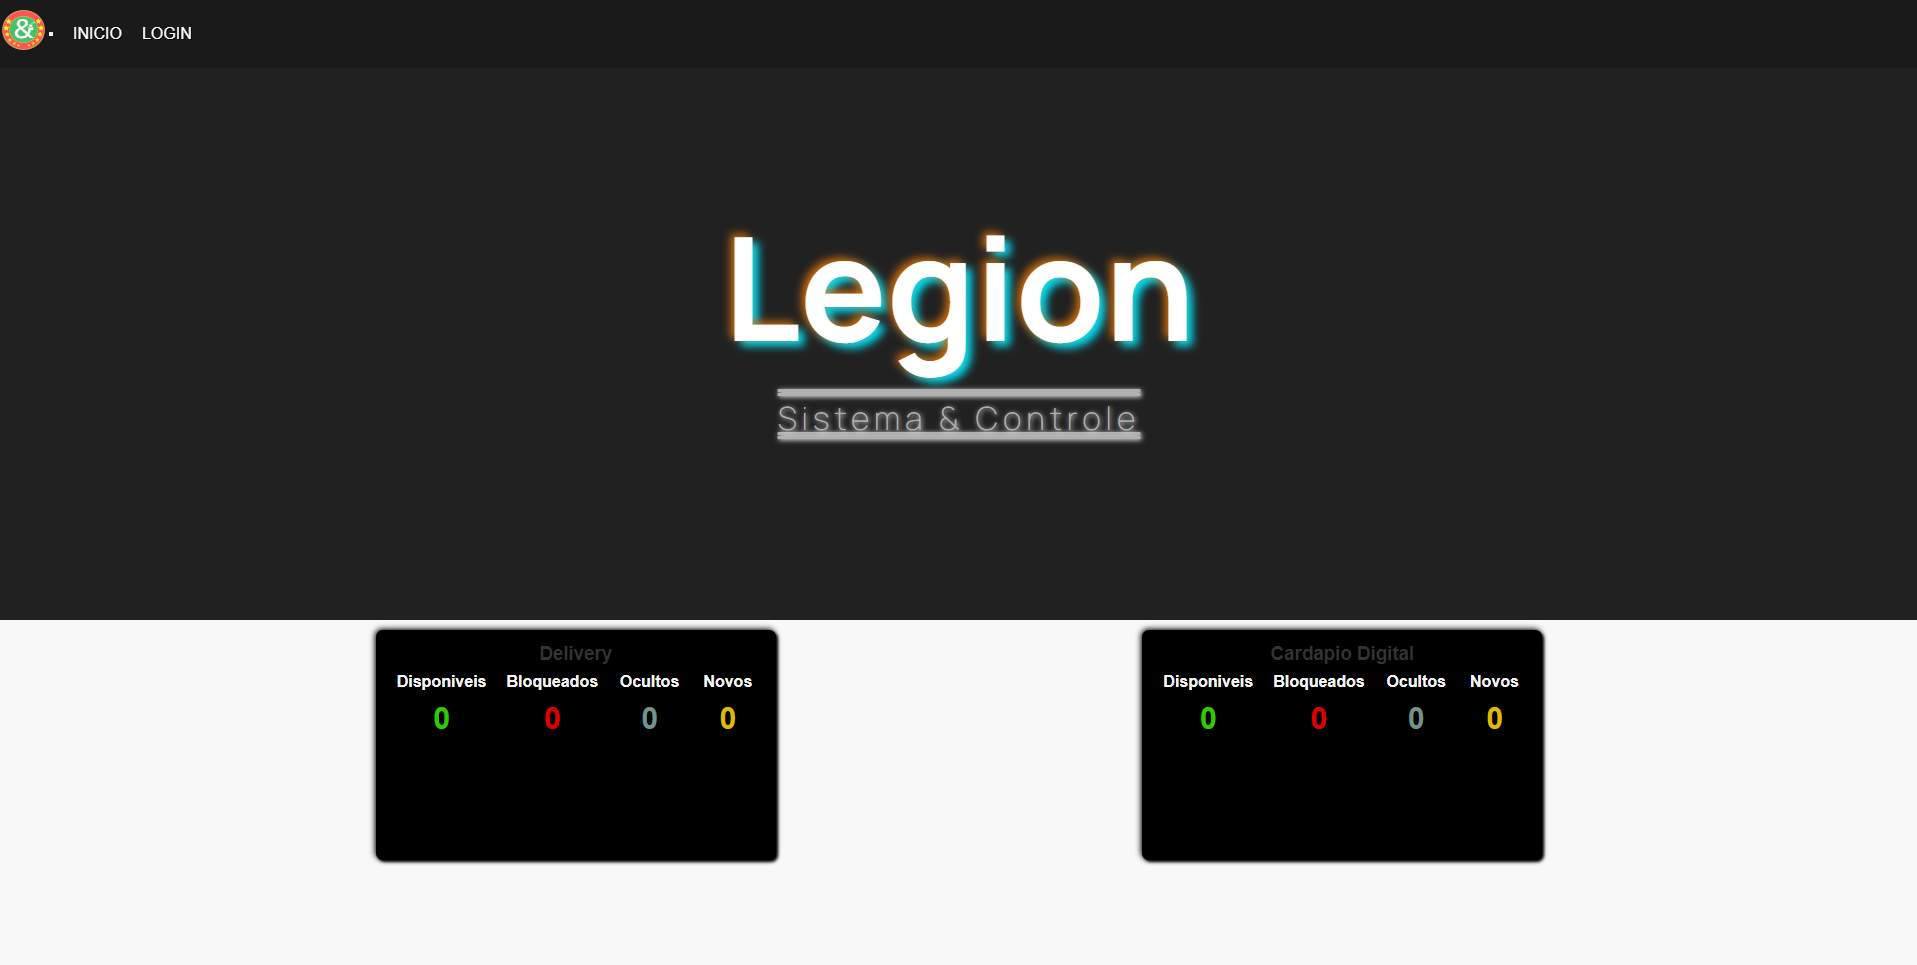 &
INICIO LOGIN
Legion
Sistema & Controle
Delivery
Disponiveis Bloqueados Ocultos Novos
0 0 0 0
Cardapio Digital
Disponiveis Bloqueados Ocultos Novos
0 0 0 0